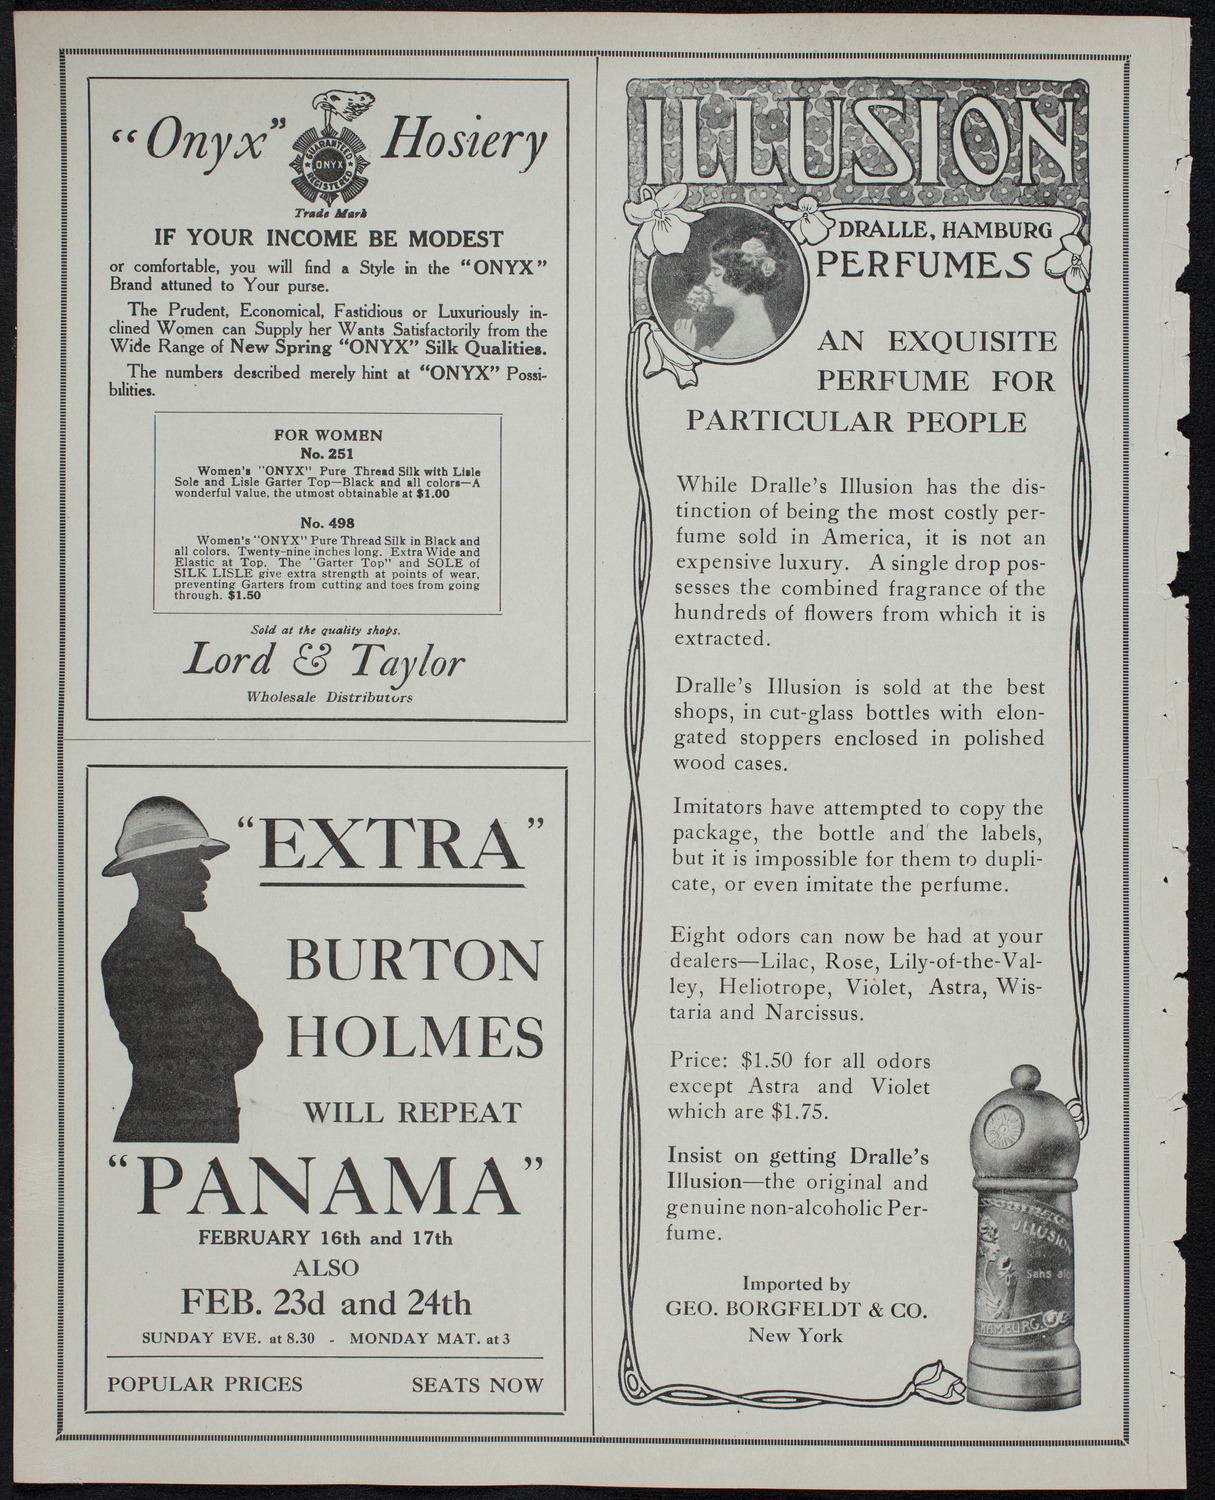 "Onyx" Hosiery
GUARANTEED
ONYX
REGISTERED
Trade Mark
IF YOUR INCOME BE MODEST
or comfortable, you will find a Style in the "ONYX"
Brand attuned to Your purse.
The Prudent, Economical, Fastidious or Luxuriously in-
clined Women can Supply her Wants Satisfactorily from the
Wide Range of New Spring "ONYX" Silk Qualities.
The numbers described merely hint at "ONYX" Possi-
bilities.
FOR WOMEN
No. 251
Women's "ONYX" Pure Thread Silk with Lisle
Sole and Lisle Garter Top—Black and all colors—A
wonderful value, the utmost obtainable at $1.00
No. 498
Women's "ONYX" Pure Thread Silk in Black and
all colors. Twenty-nine inches long. Extra Wide and
Elastic at Top. The "Garter Top" and SOLE of
SILK LISLE give extra strength at points of wear,
preventing Garters from cutting and toes from going
through. $1.50
Sold at the quality shops.
Lord & Taylor
Wholesale Distributors
"EXTRA"
BURTON
HOLMES
WILL REPEAT
"PANAMA"
FEBRUARY 16th and 17th
ALSO
FEB. 23d and 24th
SUNDAY EVE. at 8.30 - MONDAY MAT. at 3
POPULAR PRICES SEATS NOW
ILLUSION
DRALLE, HAMBURG
PERFUMES
AN EXQUISITE
PERFUME FOR
PARTICULAR PEOPLE
While Dralle's Illusion has the dis-
tinction of being the most costly per-
fume sold in America, it is not an
expensive luxury. A single drop pos-
sesses the combined fragrance of the
hundreds of flowers from which it is
extracted.
Dralle's Illusion is sold at the best
shops, in cut-glass bottles with elon-
gated stoppers enclosed in polished
wood cases.
Imitators have attempted to copy the
package, the bottle and the labels,
but it is impossible for them to dupli-
cate, or even imitate the perfume.
Eight odors can now be had at your
dealers—Lilac, Rose, Lily-of-the-Val-
ley, Heliotrope, Violet, Astra, Wis-
taria and Narcissus.
Price: $1.50 for all odors
except Astra and Violet
which are $1.75.
Insist on getting Dralle's
Illusion—the original and
genuine non-alcoholic Per-
fume.
Imported by
GEO. BORGFELDT & CO.
New York
ILLUSION
Sans alc
HAMBURG